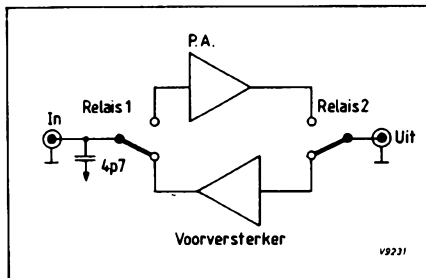 P.A.
Relais 1
Relais 2
In
Uit
4p7
Voorversterker
V9231